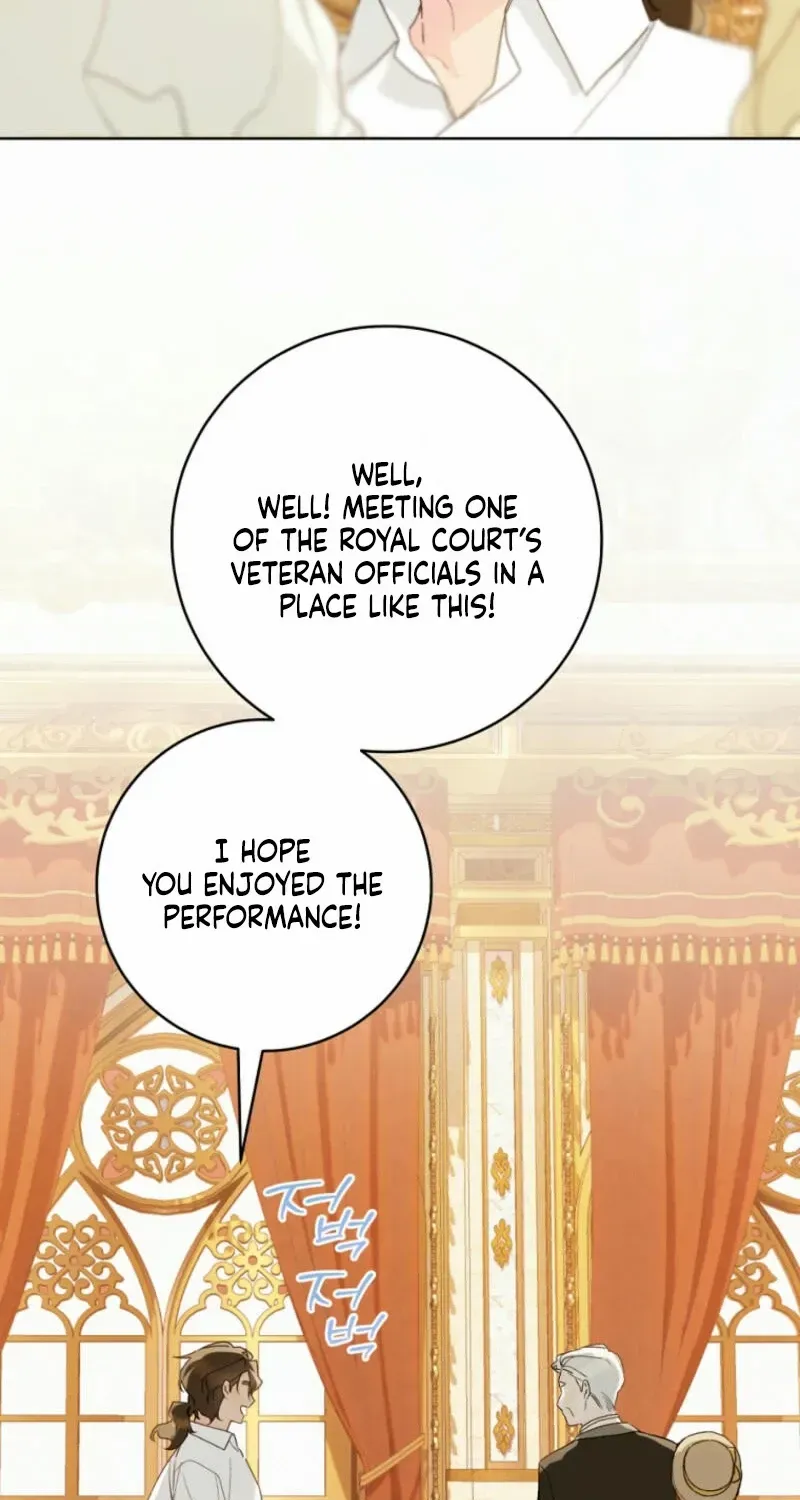 WELL,
WELL! MEETING ONE
OF THE ROYAL COURT'S
VETERAN OFFICIALS IN A
PLACE LIKE THIS!
I HOPE
YOU ENJOYED THE
PERFORMANCE!
저벅
저벅